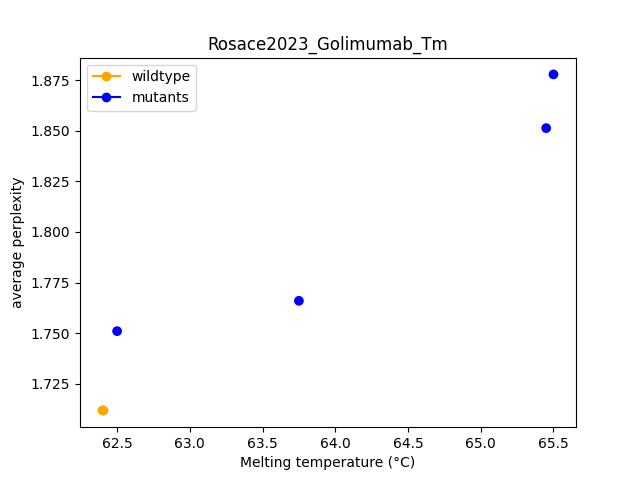 Rosace2023_Golimumab_Tm
wildtype
mutants
average perplexity
1.875
1.850
1.825
1.800
1.775
1.750
1.725
62.5 63.0 63.5 64.0 64.5 65.0 65.5
Melting temperature (°C)